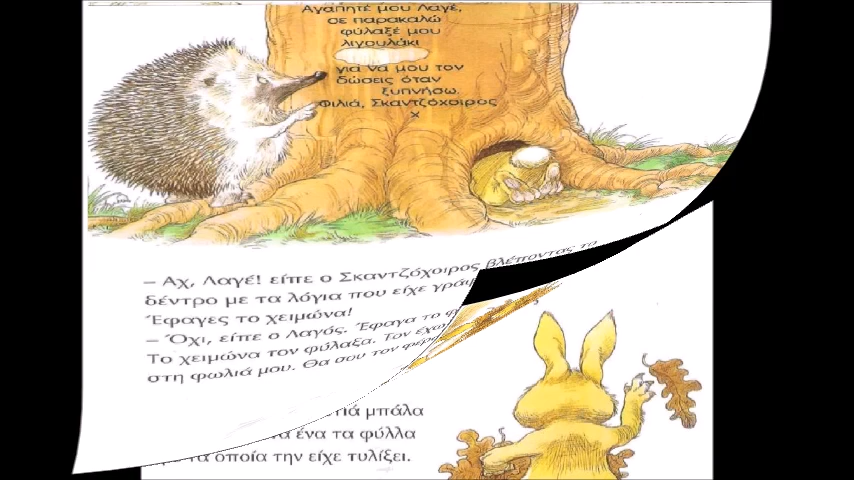 Αγαπητέ μου Λαγέ,
σε παρακαλώ
φύλαξέ μου
λιγουλάκι
για να μου τον
δώσεις όταν
ξυπνήσω.
Φιλιά, Σκαντζόχοιρος
x
– Αχ, Λαγέ! είπε ο Σκαντζόχοιρος βλέποντας το
δέντρο με τα λόγια που είχε
Έφαγες το χειμώνα!
– Όχι, είπε ο Λαγός. Έφαγα το
Το χειμώνα τον φύλαξα. Τον
στη φωλιά μου. Θα σου τον
μπάλα
ένα τα φύλλα
τα οποία την είχε τυλίξει.